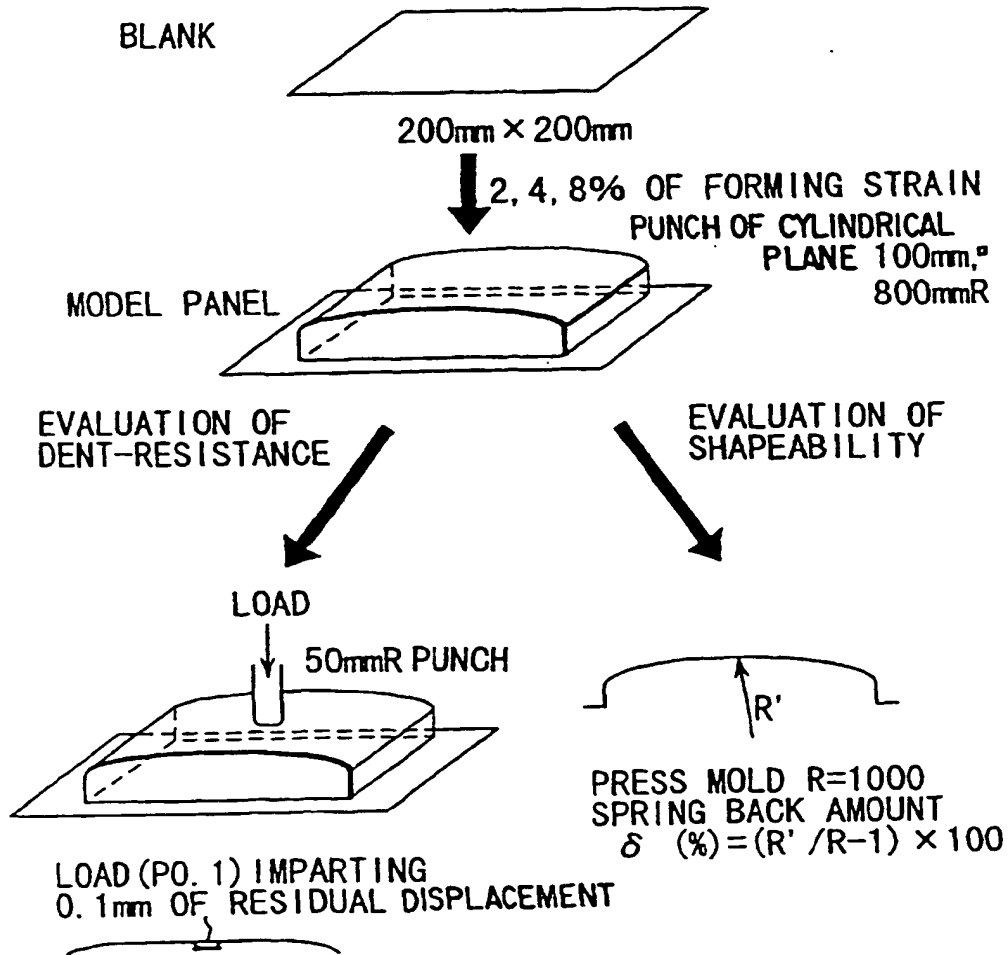 BLANK
200mm × 200mm
2, 4, 8% OF FORMING STRAIN
PUNCH OF CYLINDRICAL
PLANE 100mm,▫
800mmR
MODEL PANEL
EVALUATION OF
DENT-RESISTANCE
EVALUATION OF
SHAPEABILITY
LOAD
50mmR PUNCH
R'
PRESS MOLD R=1000
SPRING BACK AMOUNT
δ (%)=(R'/R-1)×100
LOAD(P0.1)IMPARTING
0.1mm OF RESIDUAL DISPLACEMENT